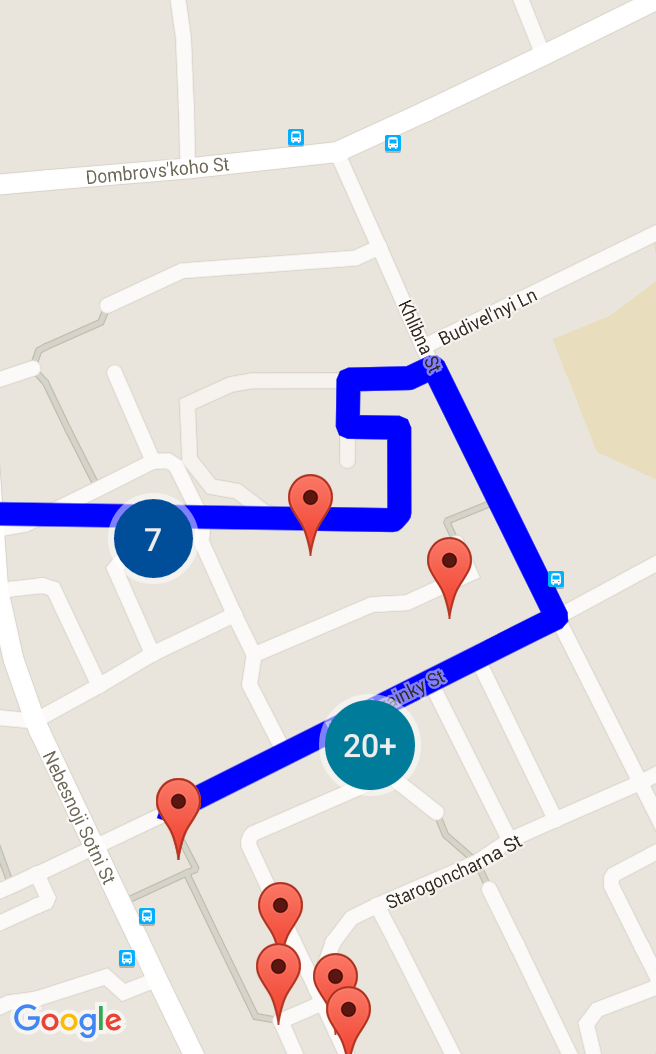 Dombrovs'koho St
Khlibna St
Budivel'nyi Ln
7
20+
Nebesnoji Sotni St
Starogoncharna St
Google